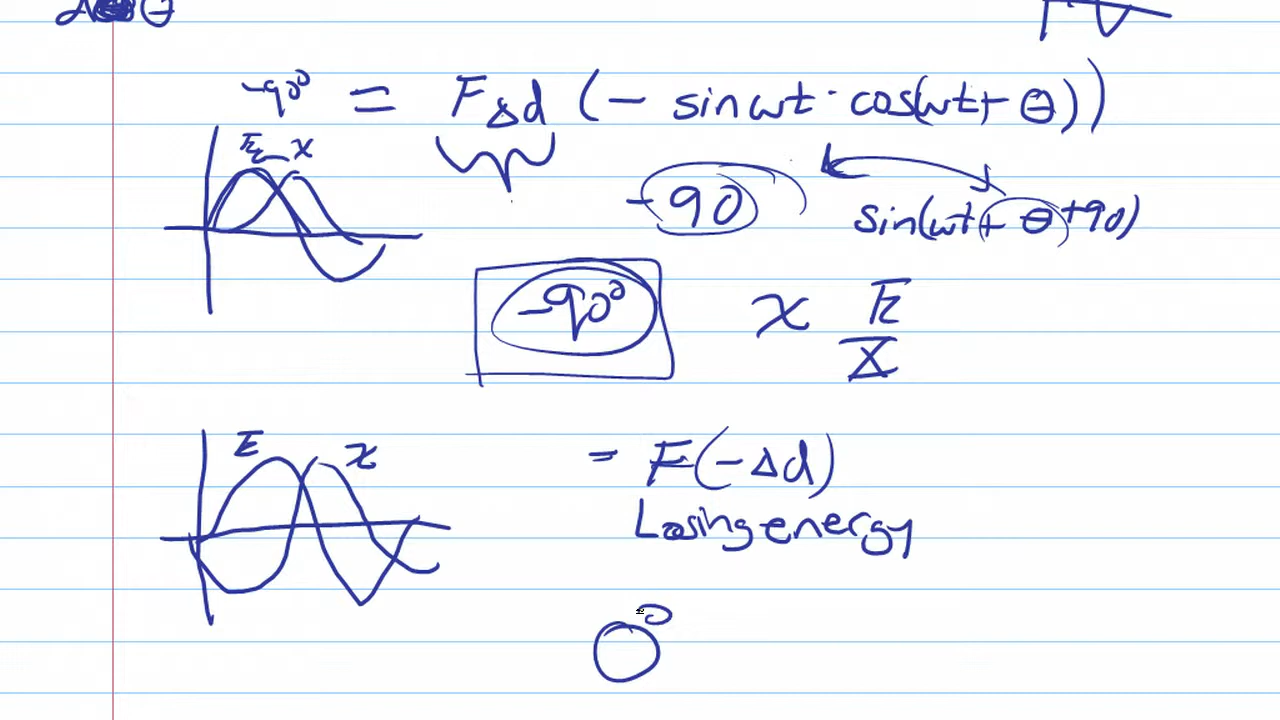 θ
-90° = FΔd (- sinωt · cos(ωt + θ))
E x
-90
sin(ωt + θ + 90)
-90° x E
x
E x = F(-Δd)
Losing energy
0°